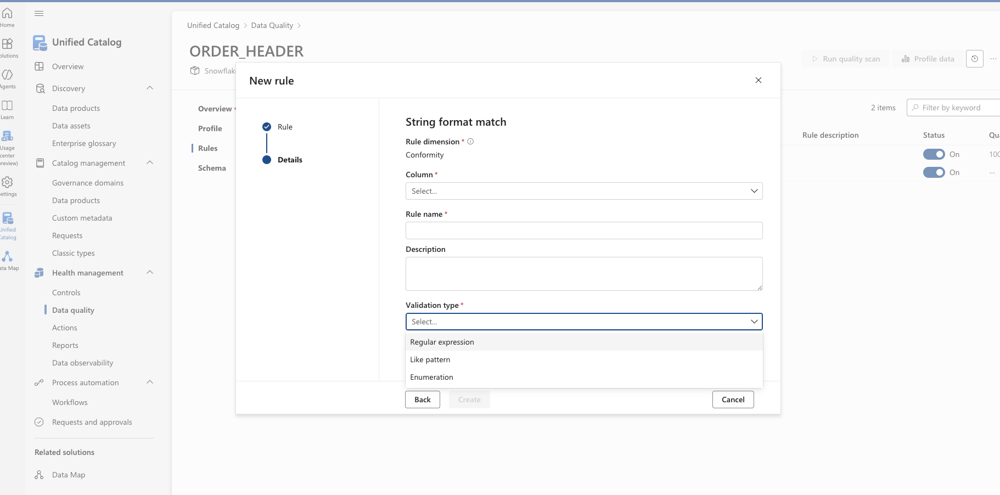 Home
olutions
Agents
Learn
Usage
center
preview)
ettings
Unified
Catalog
ata Map
Unified Catalog
Overview
Discovery
Data products
Data assets
Enterprise glossary
Catalog management
Governance domains
Data products
Custom metadata
Requests
Classic types
Health management
Controls
Data quality
Actions
Reports
Data observability
Process automation
Workflows
Requests and approvals
Related solutions
Data Map
Unified Catalog > Data Quality >
ORDER_HEADER
Snowflak
Run quality scan
Profile data
Overview
Profile
Rules
Schema
2 items
Filter by keyword
Rule description Status Qu
On 100
On --
New rule
Rule
Details
String format match
Rule dimension *
Conformity
Column *
Select...
Rule name *
Description
Validation type *
Select...
Regular expression
Like pattern
Enumeration
Back
Create
Cancel